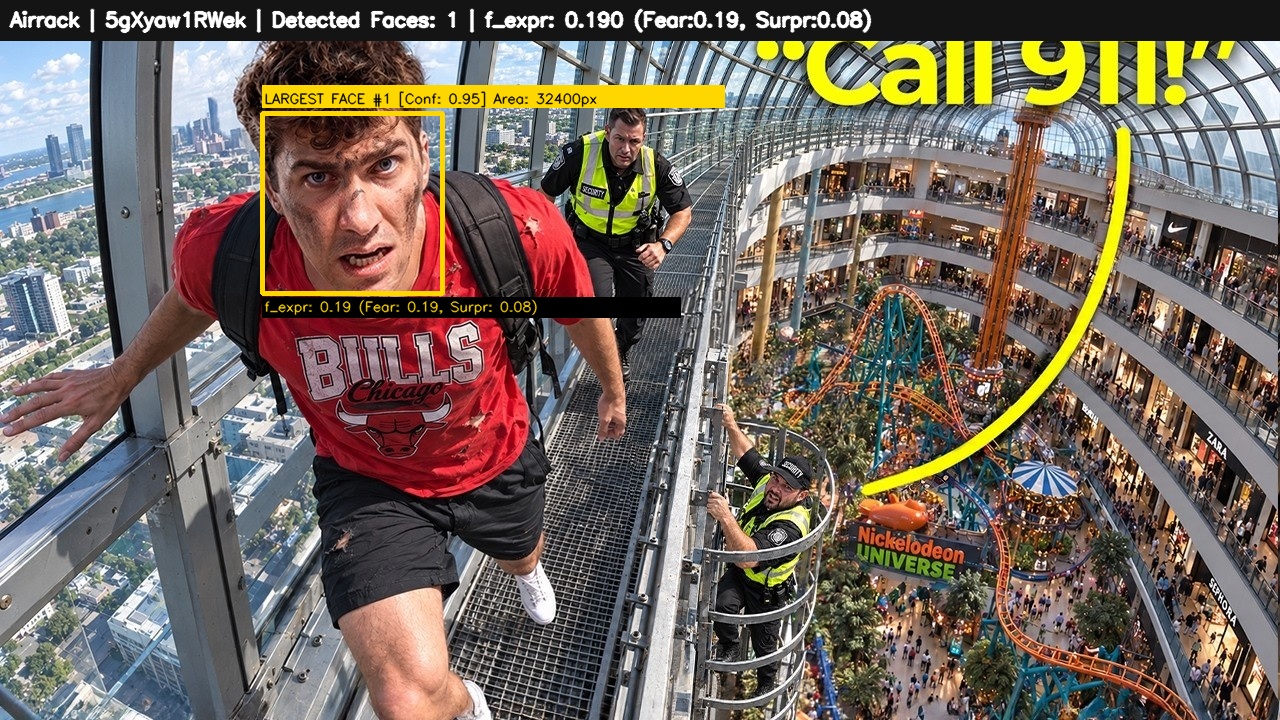 Airrack | 5gXyaw1RWek | Detected Faces: 1 | f_expr: 0.190 (Fear:0.19, Surpr:0.08)
"Call 911!"
LARGEST FACE #1 [Conf: 0.95] Area: 32400px
SECURITY
f_expr: 0.19 (Fear: 0.19, Surpr: 0.08)
BULLS
Chicago
SECURITY
ZARA
Nickelodeon
UNIVERSE
SEPHORA